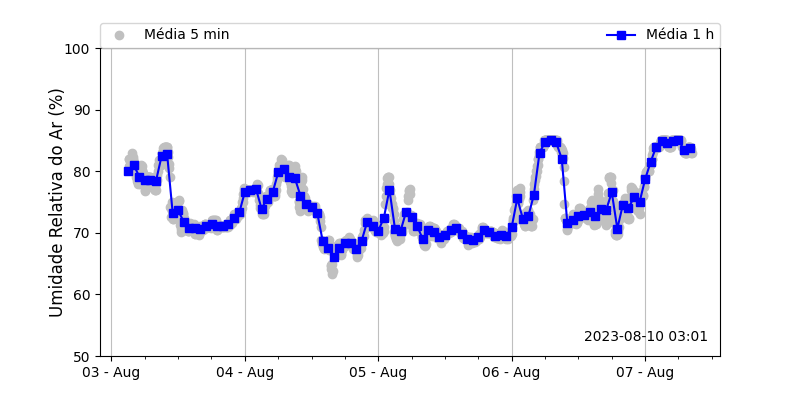 Média 5 min
Média 1 h
100
90
80
70
60
50
Umidade Relativa do Ar (%)
2023-08-10 03:01
03 - Aug
04 - Aug
05 - Aug
06 - Aug
07 - Aug